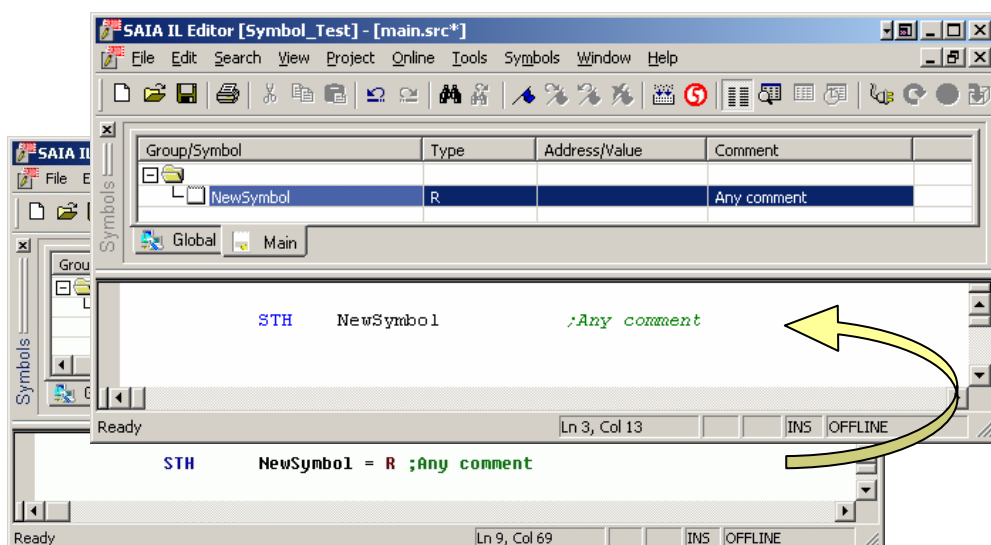 SAIA IL Editor [Symbol_Test] - [main.src*]
File Edit Search View Project Online Tools Symbols Window Help
Group/Symbol Type Address/Value Comment
NewSymbol R Any comment
Symbols
Global Main
STH NewSymbol ;Any comment
Ready Ln 3, Col 13 INS OFFLINE
SAIA IL
File E
Grou
Symbols
G
STH NewSymbol = R ;Any comment
Ready Ln 9, Col 69 INS OFFLINE